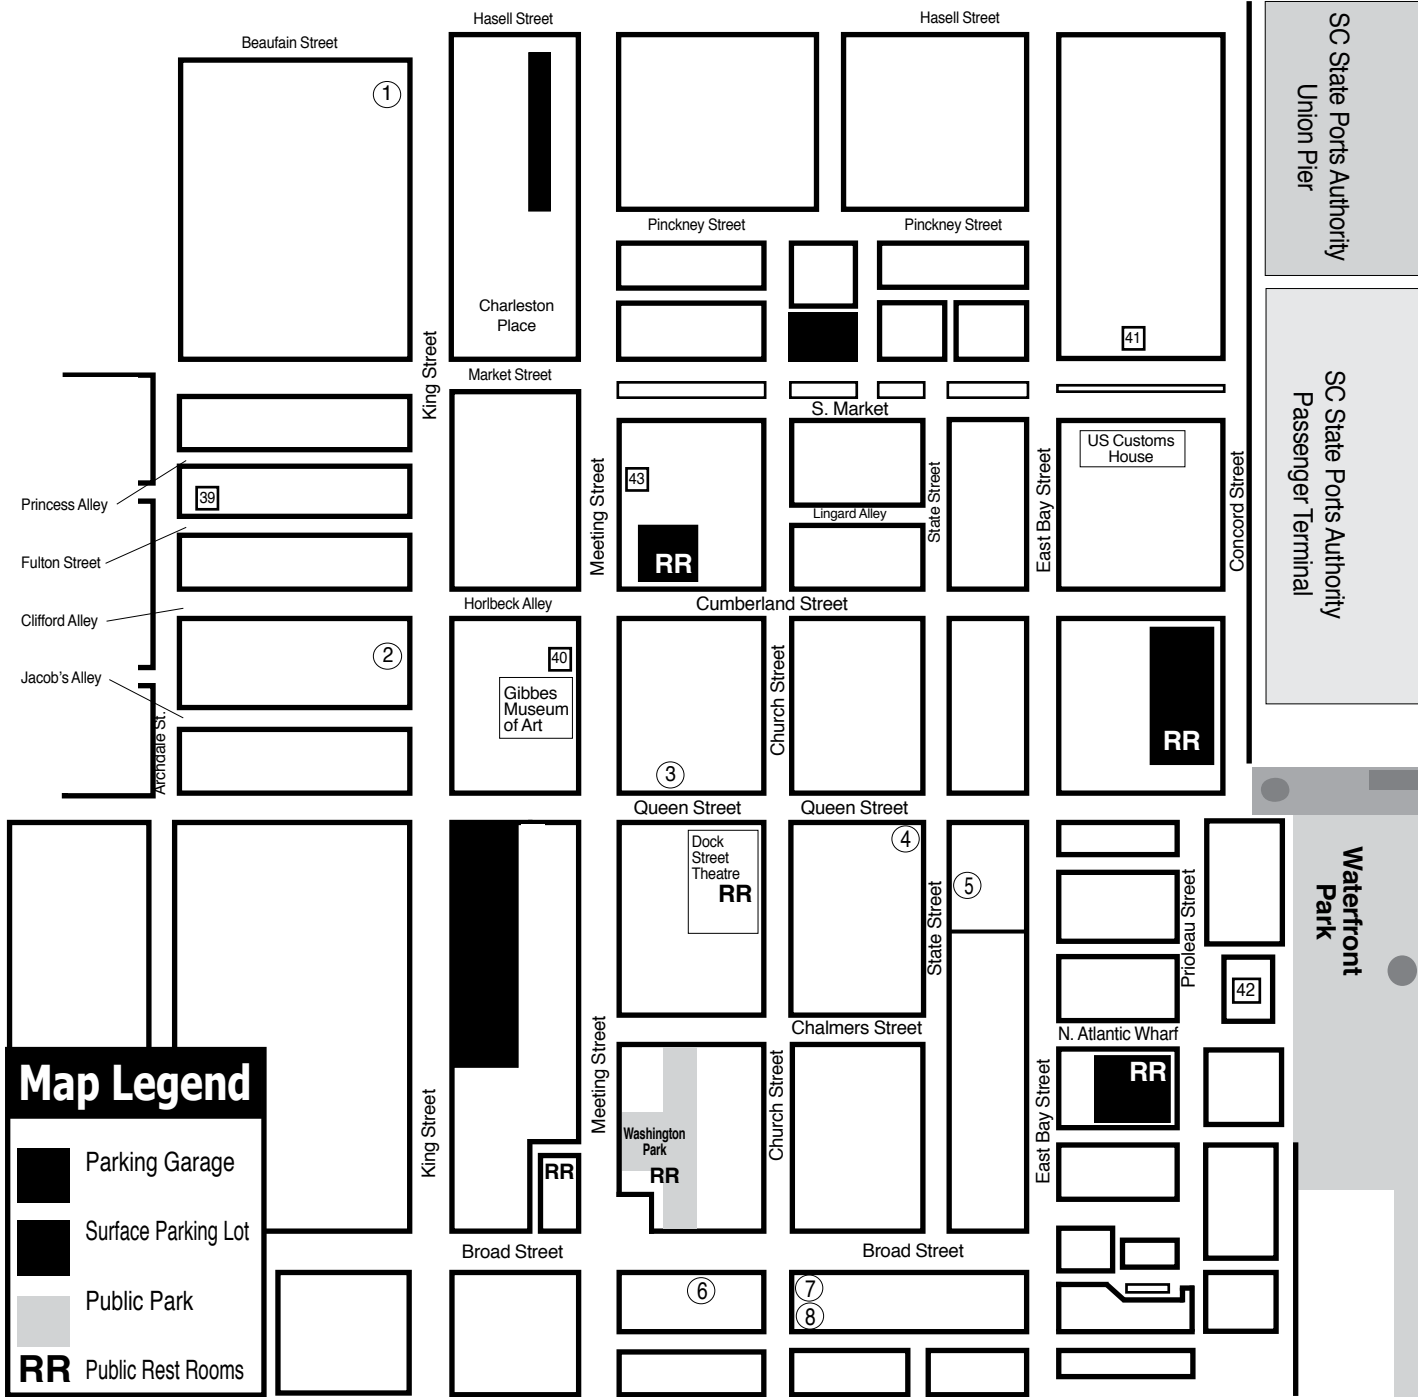 Hasell Street
Hasell Street
Beaufain Street
1
SC State Ports Authority
Union Pier
Pinckney Street
Pinckney Street
Charleston
Place
King Street
41
Market Street
S. Market
SC State Ports Authority
Passenger Terminal
US Customs
House
Princess Alley
39
43
Meeting Street
State Street
East Bay Street
Concord Street
Lingard Alley
Fulton Street
RR
Horlbeck Alley
Cumberland Street
Clifford Alley
2
40
Church Street
Jacob's Alley
Gibbes
Museum
of Art
Archdale St.
RR
3
Queen Street
Queen Street
Dock
Street
Theatre
RR
4
5
State Street
Prioleau Street
Waterfront
Park
42
Chalmers Street
N. Atlantic Wharf
Meeting Street
Church Street
East Bay Street
King Street
RR
Washington
Park
RR
RR
Broad Street
Broad Street
6
7
8
Map Legend
Parking Garage
Surface Parking Lot
Public Park
RR Public Rest Rooms